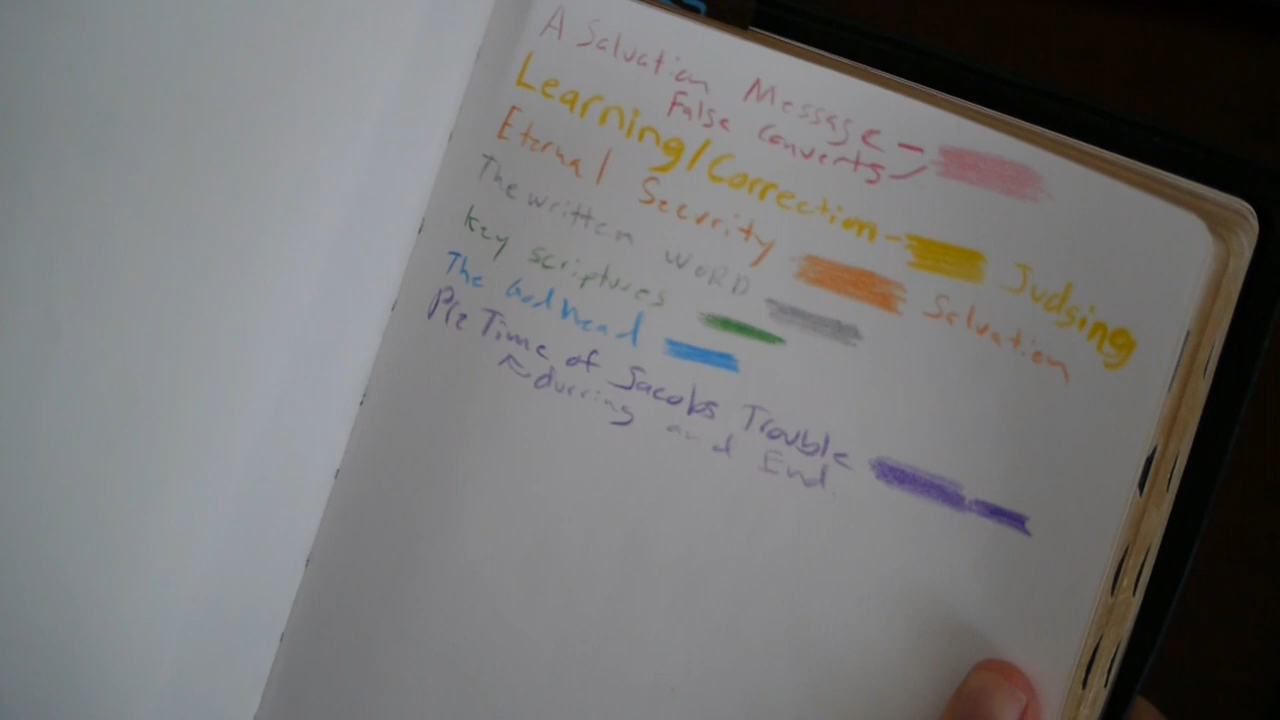 A Salvation Message -
False Converts
Learning/Correction - Judging
Eternal Security Salvation
The written WORD
key scriptures
The Godhead
Pre Time of Jacobs Trouble
durring and End.